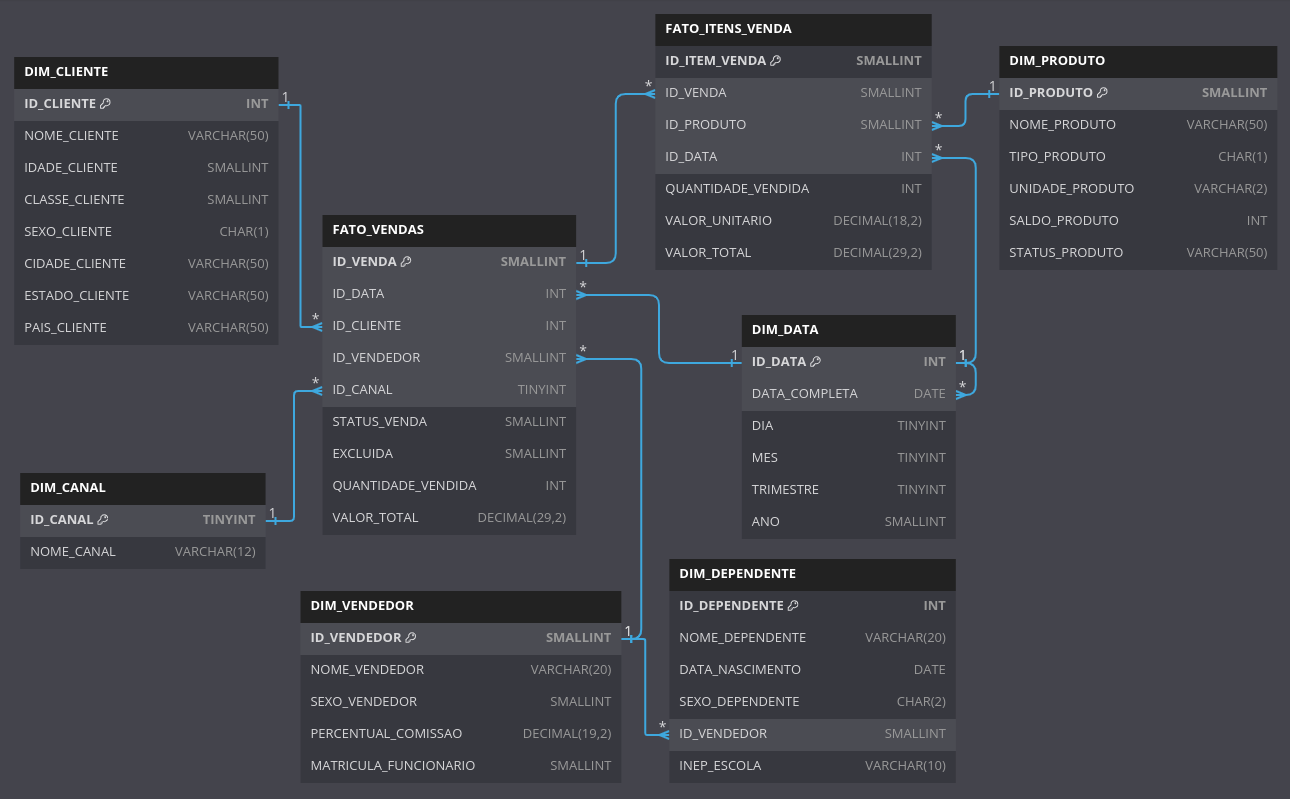 DIM_CLIENTE
ID_CLIENTE INT
NOME_CLIENTE VARCHAR(50)
IDADE_CLIENTE SMALLINT
CLASSE_CLIENTE SMALLINT
SEXO_CLIENTE CHAR(1)
CIDADE_CLIENTE VARCHAR(50)
ESTADO_CLIENTE VARCHAR(50)
PAIS_CLIENTE VARCHAR(50)
1
*
FATO_VENDAS
ID_VENDA SMALLINT
ID_DATA INT
ID_CLIENTE INT
ID_VENDEDOR SMALLINT
ID_CANAL TINYINT
STATUS_VENDA SMALLINT
EXCLUIDA SMALLINT
QUANTIDADE_VENDIDA INT
VALOR_TOTAL DECIMAL(29,2)
1
*
*
*
FATO_ITENS_VENDA
ID_ITEM_VENDA SMALLINT
ID_VENDA SMALLINT
ID_PRODUTO SMALLINT
ID_DATA INT
QUANTIDADE_VENDIDA INT
VALOR_UNITARIO DECIMAL(18,2)
VALOR_TOTAL DECIMAL(29,2)
*
*
*
DIM_PRODUTO
ID_PRODUTO SMALLINT
NOME_PRODUTO VARCHAR(50)
TIPO_PRODUTO CHAR(1)
UNIDADE_PRODUTO VARCHAR(2)
SALDO_PRODUTO INT
STATUS_PRODUTO VARCHAR(50)
1
DIM_DATA
ID_DATA INT
DATA_COMPLETA DATE
DIA TINYINT
MES TINYINT
TRIMESTRE TINYINT
ANO SMALLINT
1
1
*
DIM_CANAL
ID_CANAL TINYINT
NOME_CANAL VARCHAR(12)
1
DIM_VENDEDOR
ID_VENDEDOR SMALLINT
NOME_VENDEDOR VARCHAR(20)
SEXO_VENDEDOR SMALLINT
PERCENTUAL_COMISSAO DECIMAL(19,2)
MATRICULA_FUNCIONARIO SMALLINT
1
DIM_DEPENDENTE
ID_DEPENDENTE INT
NOME_DEPENDENTE VARCHAR(20)
DATA_NASCIMENTO DATE
SEXO_DEPENDENTE CHAR(2)
ID_VENDEDOR SMALLINT
INEP_ESCOLA VARCHAR(10)
*